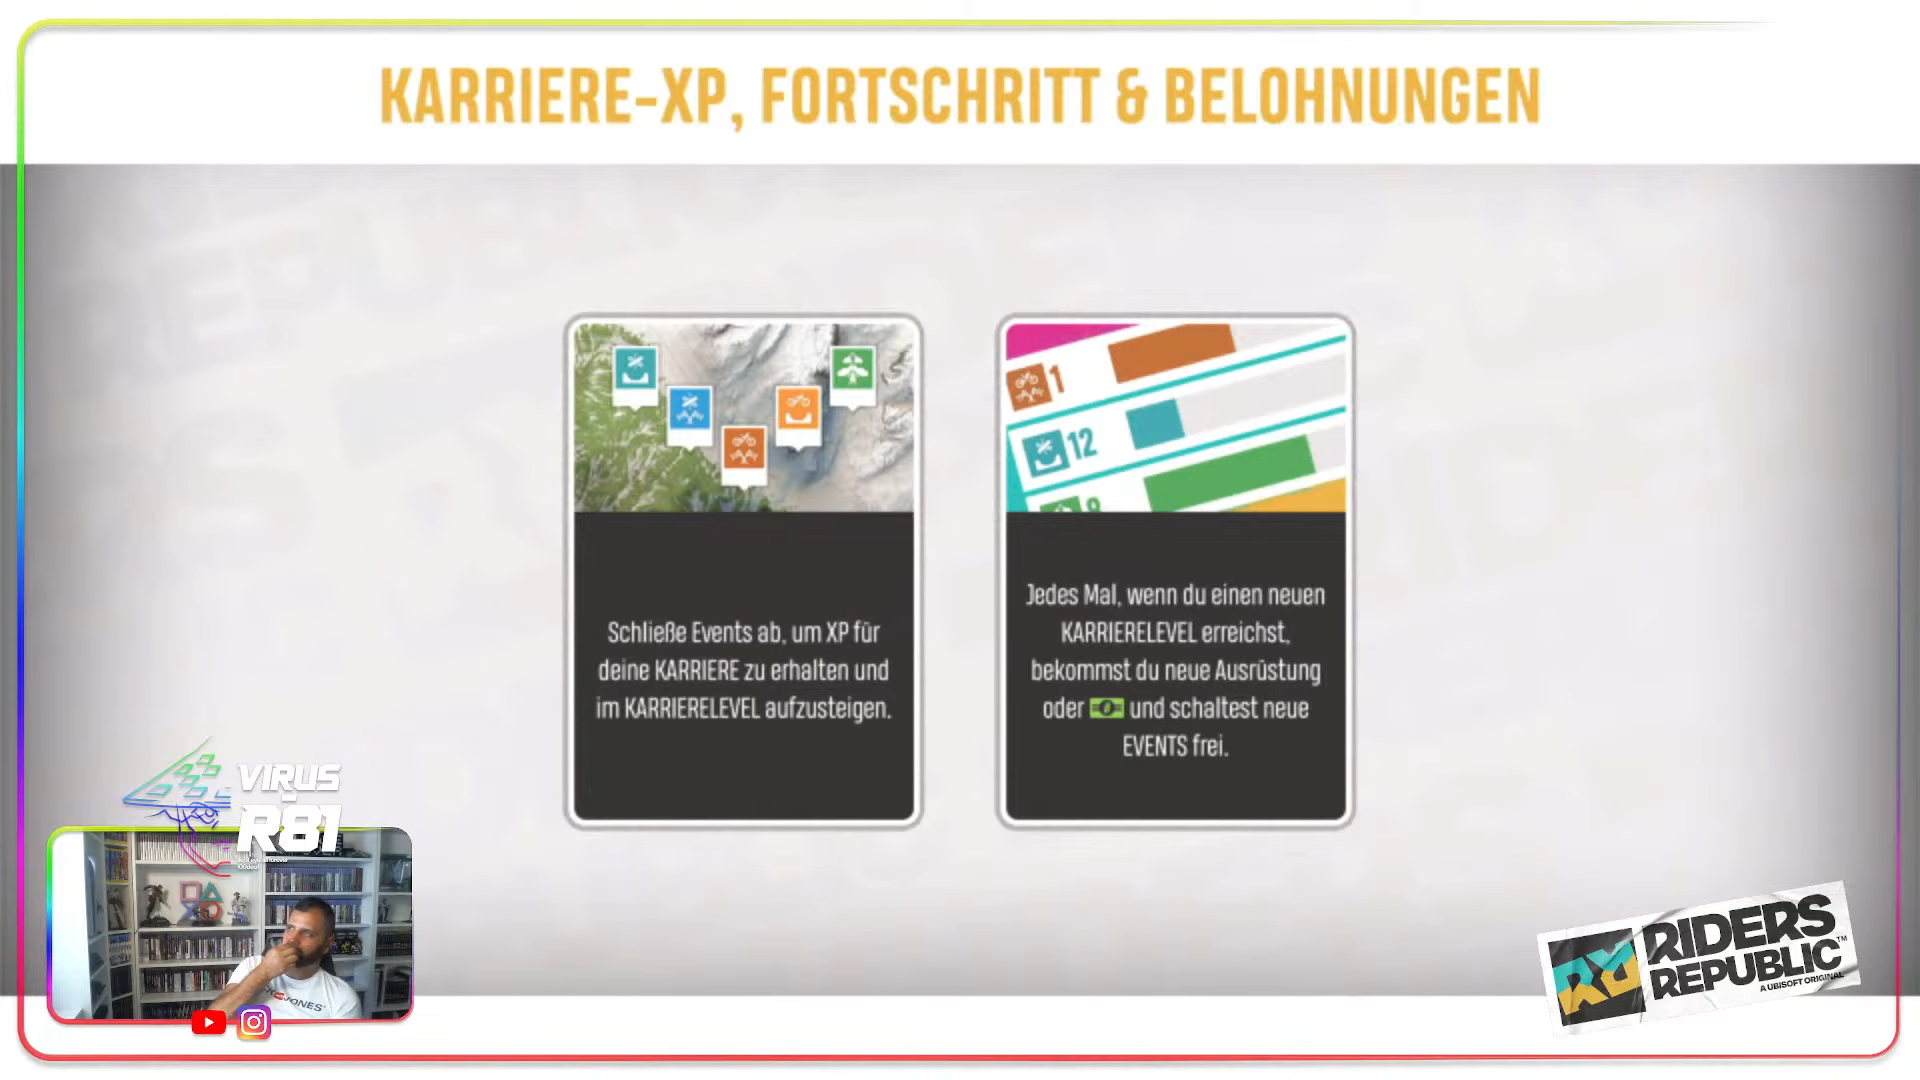 KARRIERE-XP, FORTSCHRITT & BELOHNUNGEN
1
12
Schließe Events ab, um XP für
deine KARRIERE zu erhalten und
im KARRIERELEVEL aufzusteigen.
Jedes Mal, wenn du einen neuen
KARRIERELEVEL erreichst,
bekommst du neue Ausrüstung
oder und schaltest neue
EVENTS frei.
VIRUS
R81
JONES
RIDERS
REPUBLIC™
A UBISOFT ORIGINAL